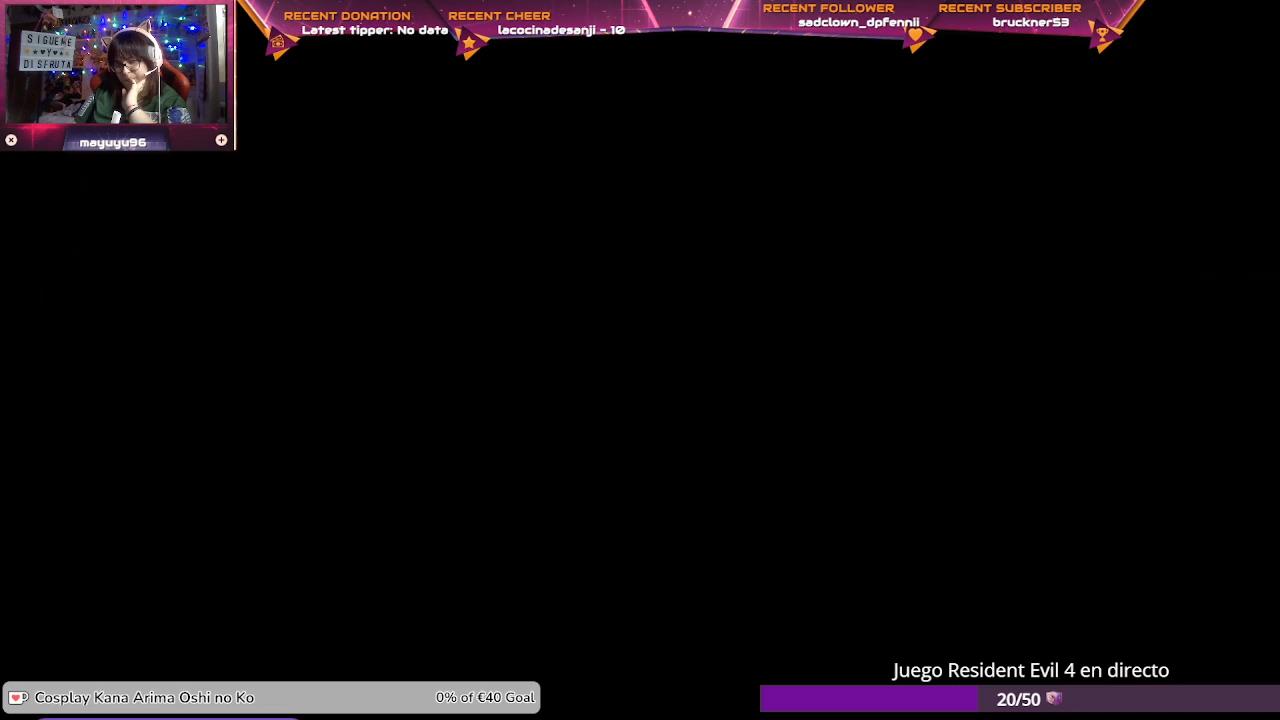 SIGUEME
Y
DISFRUTA
mayuyu96
RECENT DONATION
Latest tipper: No data
RECENT CHEER
lacocinadesanji - 10
RECENT FOLLOWER
sadclown_dpfennii
RECENT SUBSCRIBER
bruckner53
Juego Resident Evil 4 en directo
Cosplay Kana Arima Oshi no Ko 0% of €40 Goal
20/50